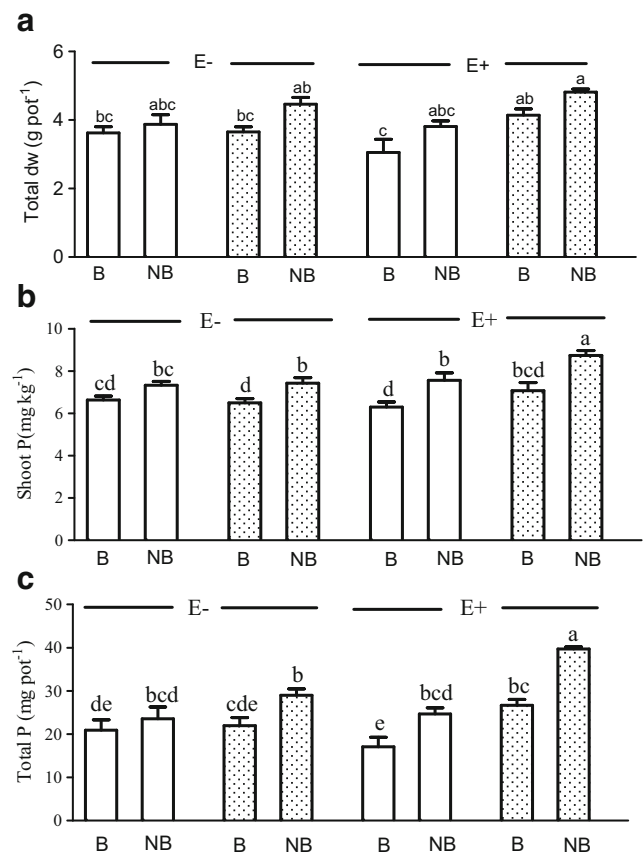 a
E- E+
Total dw (g pot-1)
6
4
2
0
bc abc bc ab c abc ab a
B NB B NB B NB B NB
b
E- E+
Shoot P(mg kg-1)
10
8
6
4
2
0
cd bc d b d b bcd a
B NB B NB B NB B NB
c
E- E+
Total P (mg pot-1)
50
40
30
20
10
0
de bcd cde b e bcd bc a
B NB B NB B NB B NB